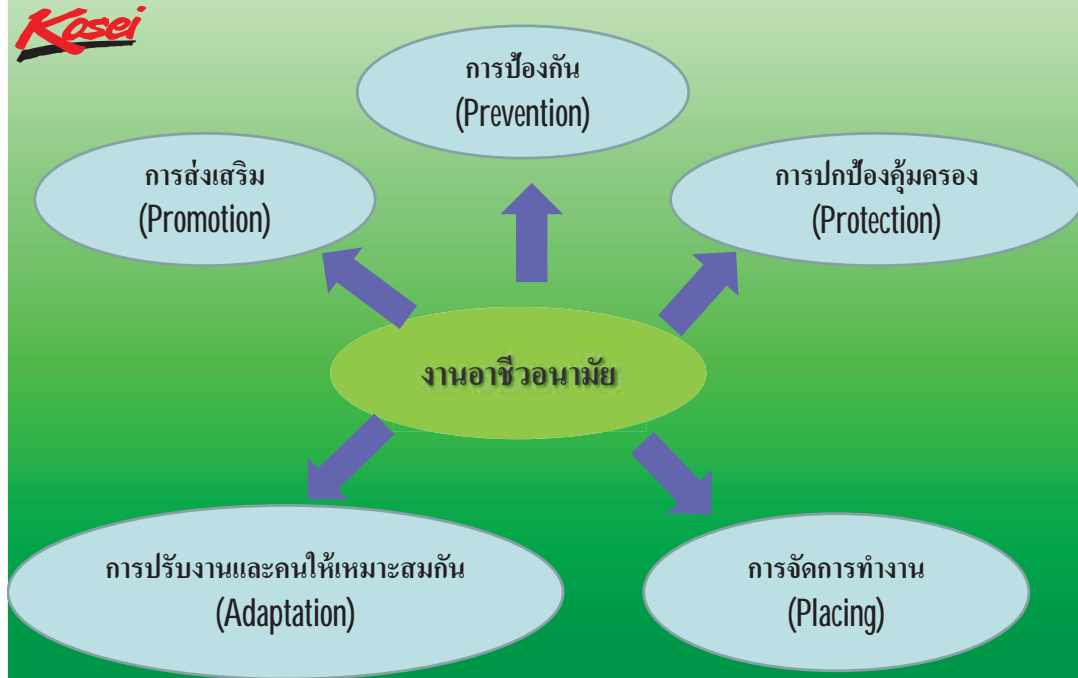 Kosei
การป้องกัน
(Prevention)
การส่งเสริม
(Promotion)
การปกป้องคุ้มครอง
(Protection)
งานอาชีวอนามัย
การปรับงานและคนให้เหมาะสมกัน
(Adaptation)
การจัดการทำงาน
(Placing)